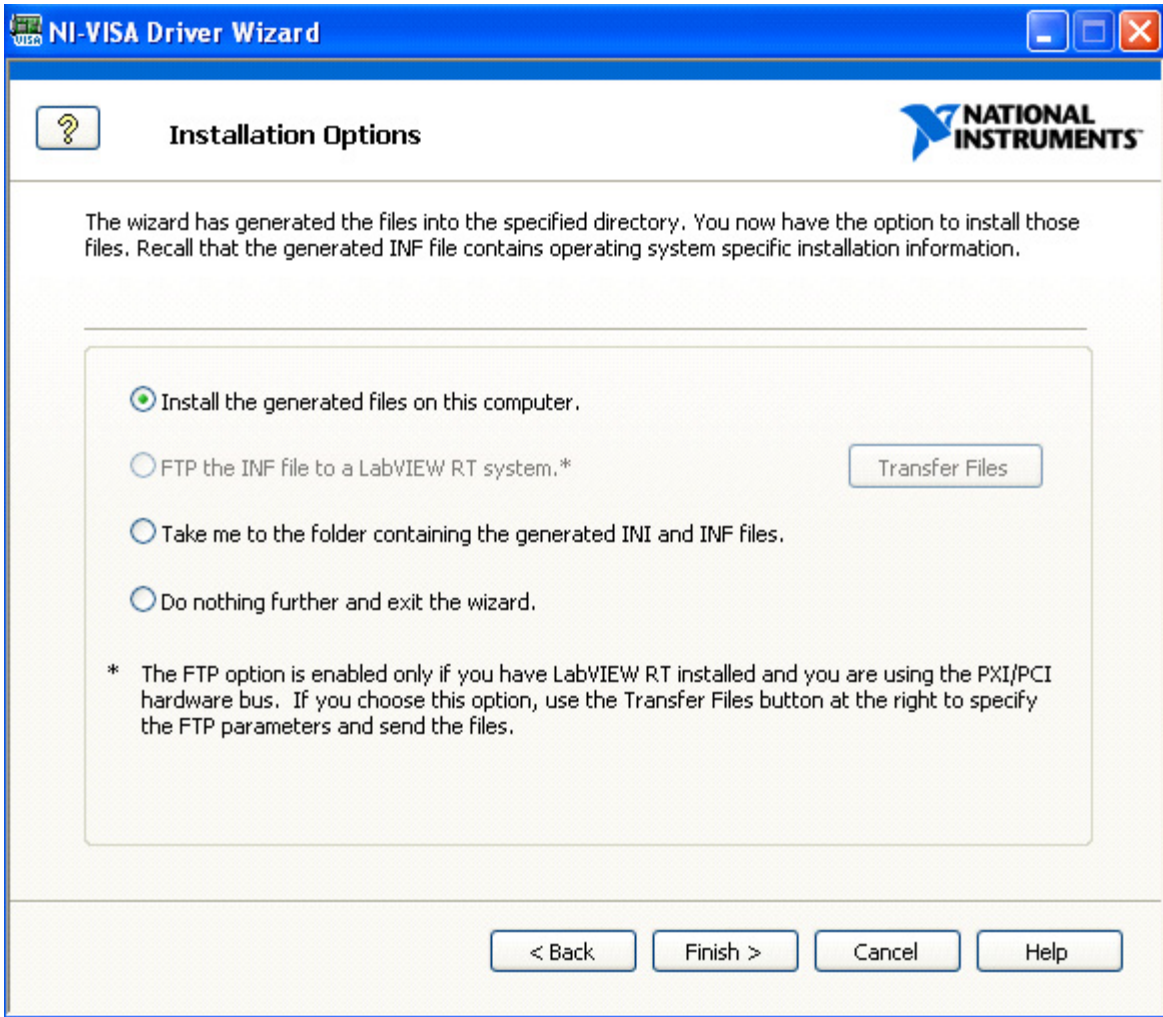 NI-VISA Driver Wizard
?
Installation Options
NATIONAL
INSTRUMENTS™
The wizard has generated the files into the specified directory. You now have the option to install those
files. Recall that the generated INF file contains operating system specific installation information.
Install the generated files on this computer.
FTP the INF file to a LabVIEW RT system.*
Transfer Files
Take me to the folder containing the generated INI and INF files.
Do nothing further and exit the wizard.
* The FTP option is enabled only if you have LabVIEW RT installed and you are using the PXI/PCI
hardware bus. If you choose this option, use the Transfer Files button at the right to specify
the FTP parameters and send the files.
< Back
Finish >
Cancel
Help